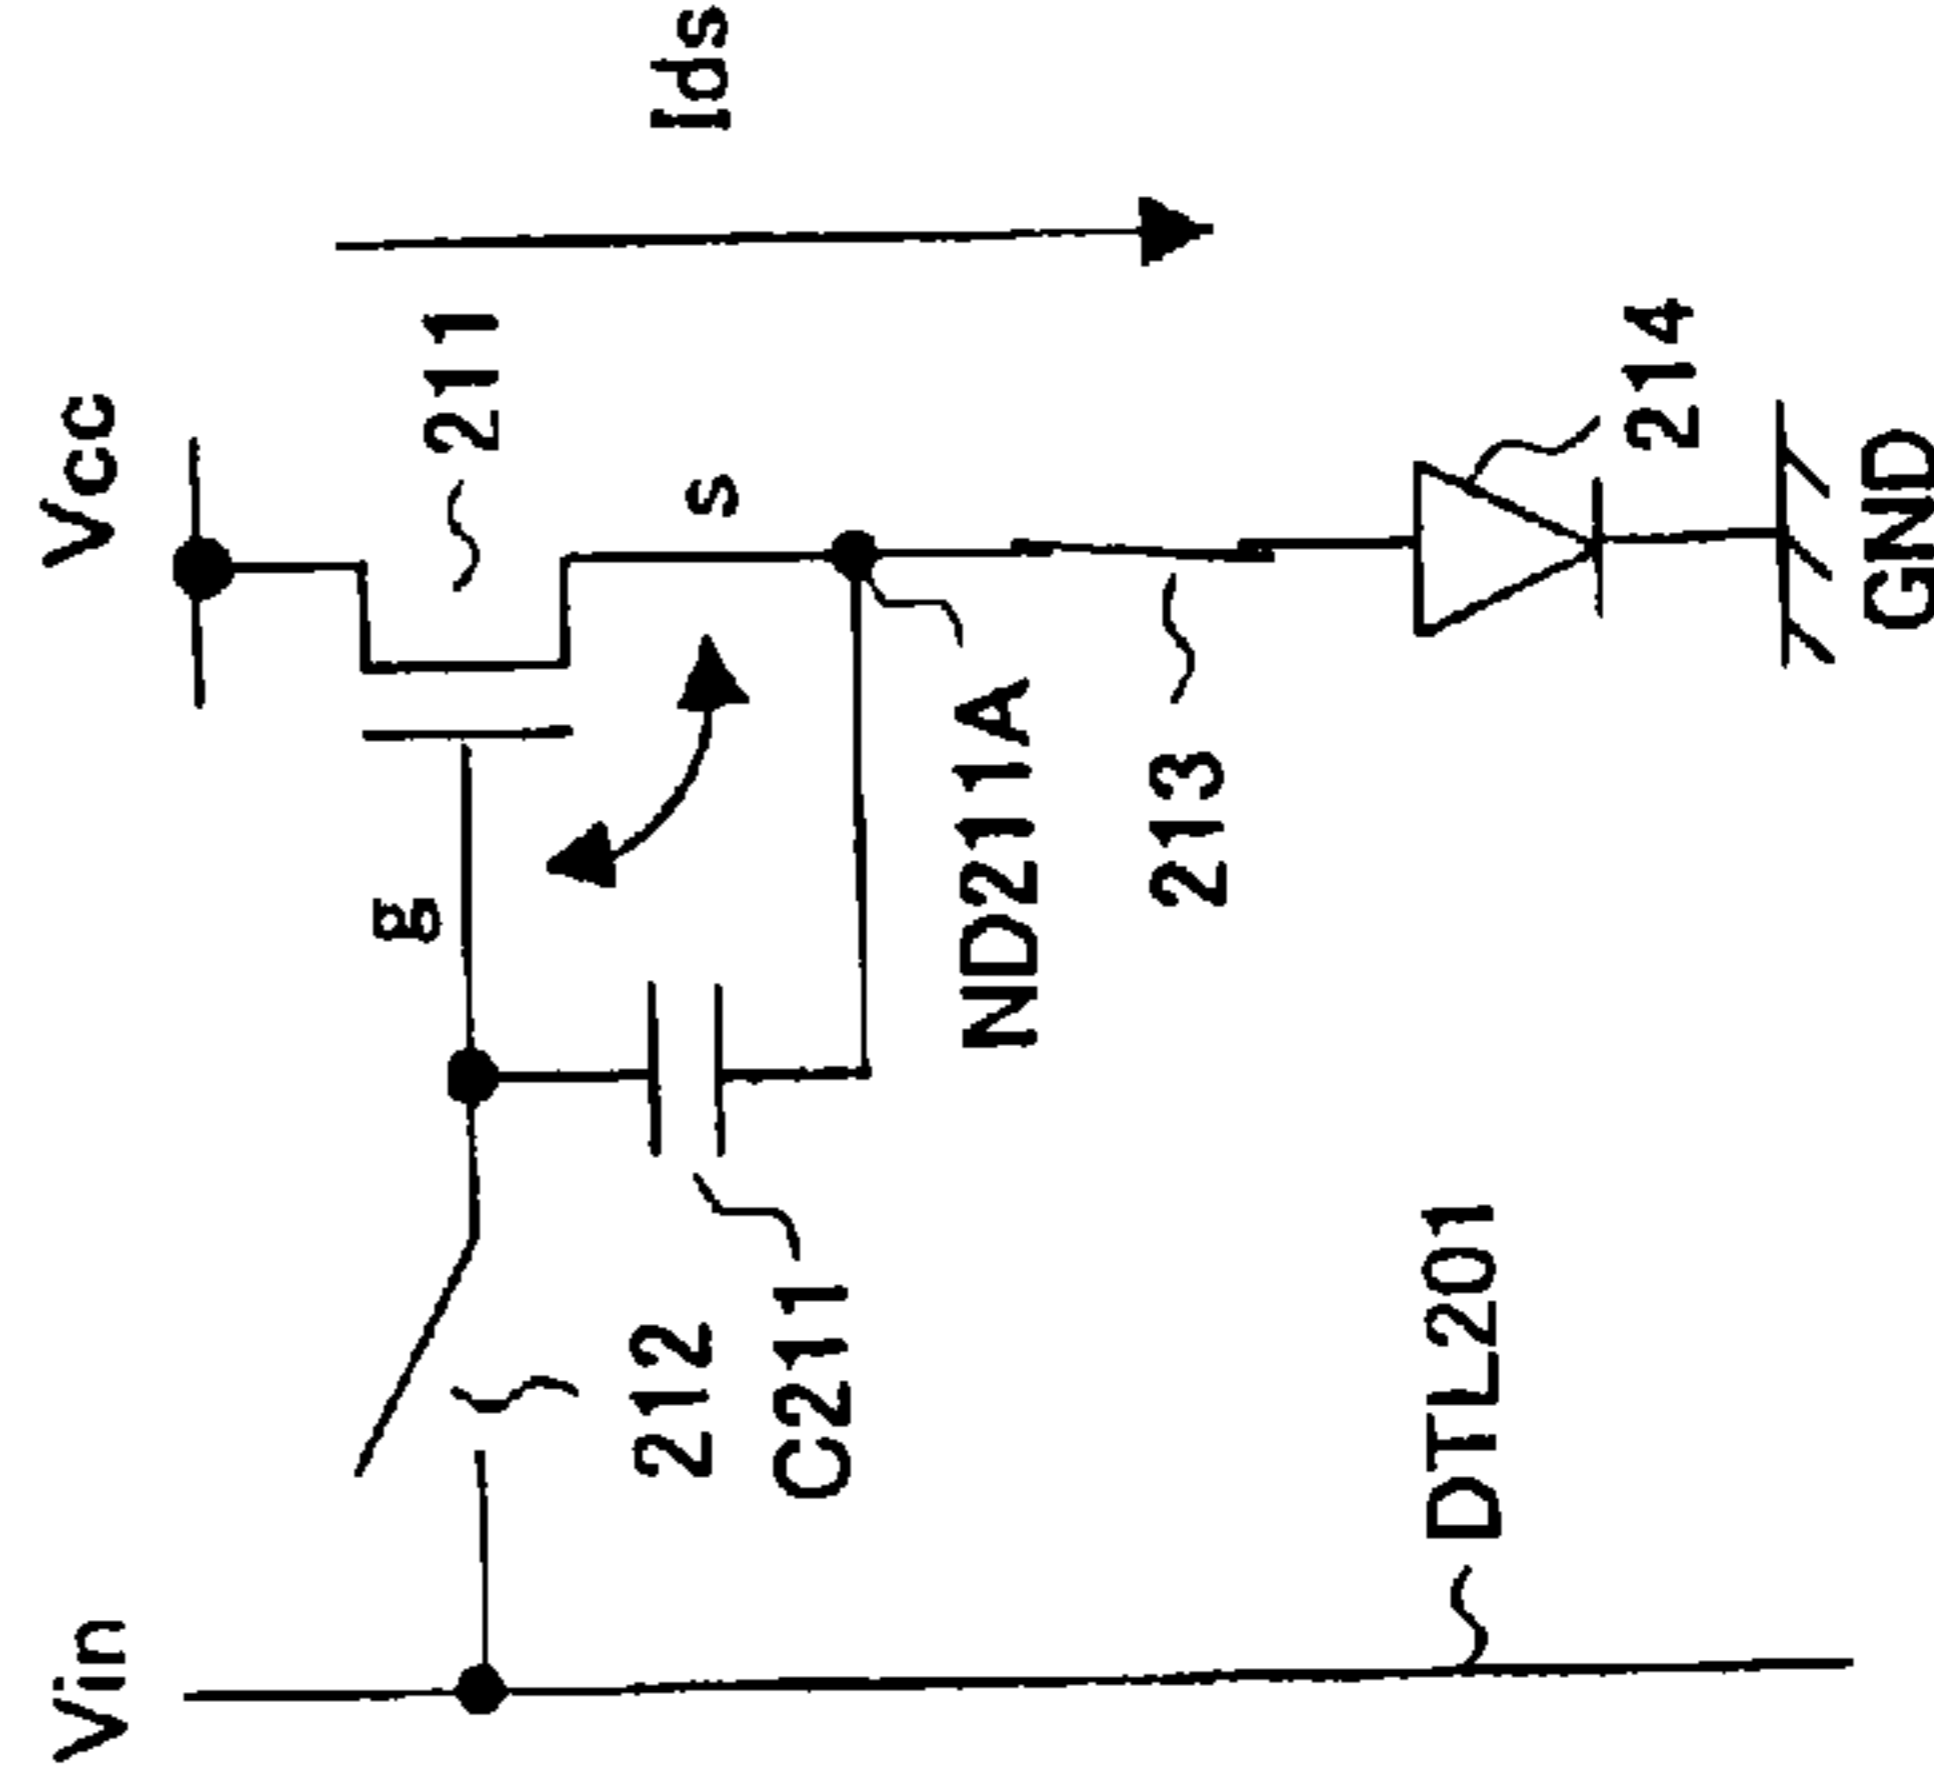 Vin
Vcc
211
Ids
g
s
212
C211
ND211A
213
DTL201
214
GND